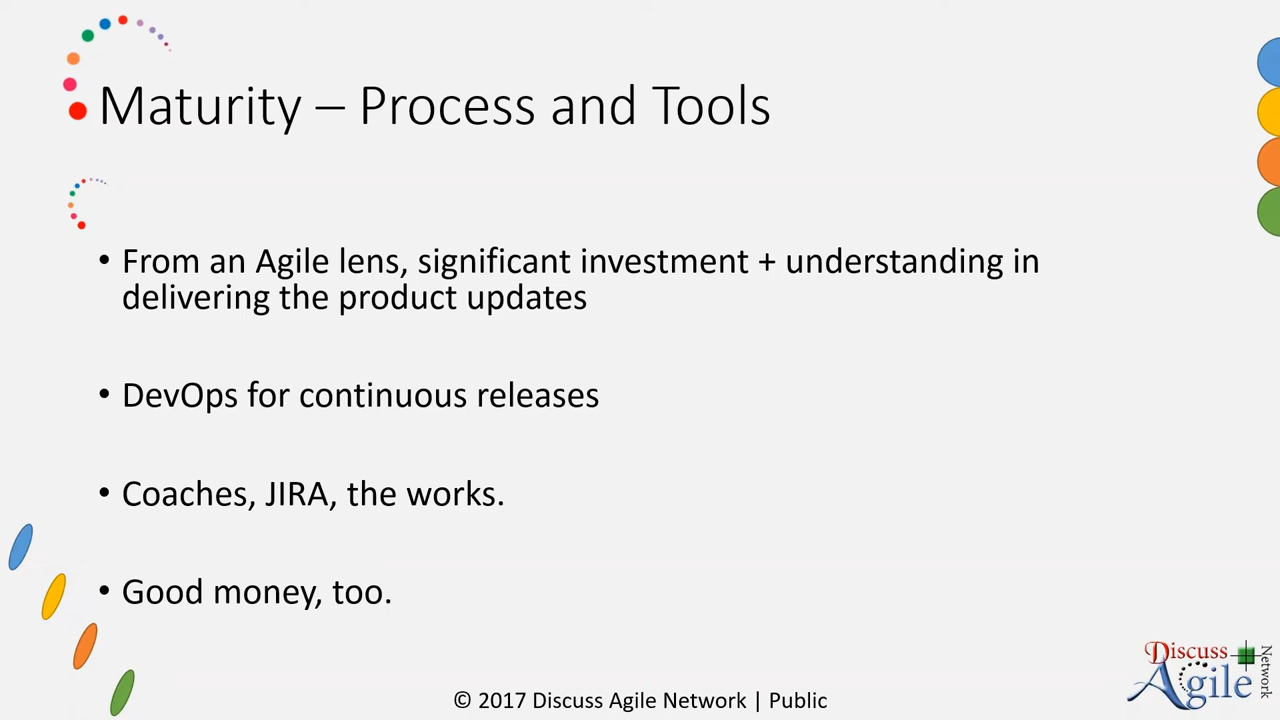 Maturity – Process and Tools
• From an Agile lens, significant investment + understanding in
delivering the product updates
• DevOps for continuous releases
• Coaches, JIRA, the works.
• Good money, too.
© 2017 Discuss Agile Network | Public
Discuss
Agile
Network